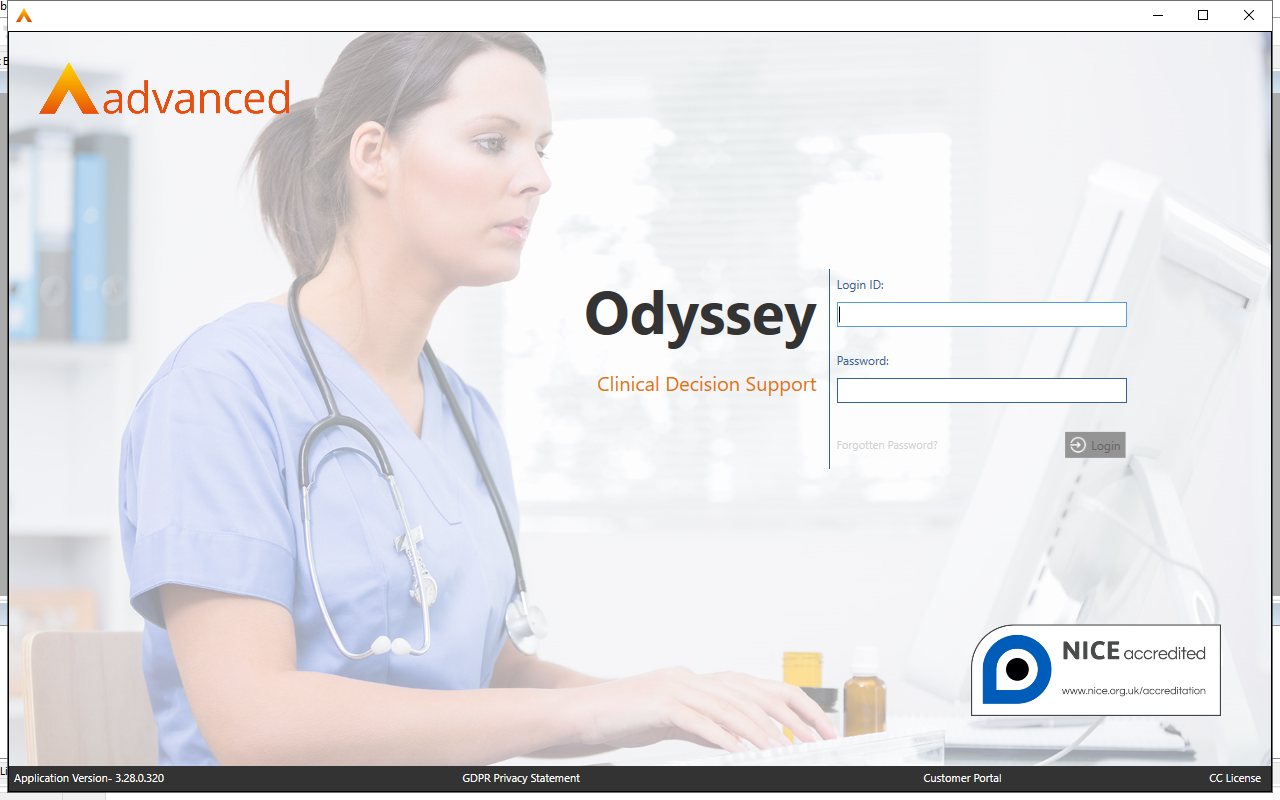 advanced
Odyssey
Clinical Decision Support
Login ID:
Password:
Forgotten Password?
Login
NICE accredited
www.nice.org.uk/accreditation
Application Version- 3.28.0.320
GDPR Privacy Statement
Customer Portal
CC License